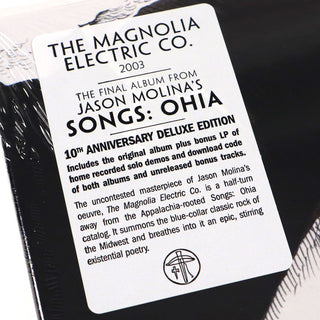 THE MAGNOLIA
ELECTRIC CO.
2003
THE FINAL ALBUM FROM
JASON MOLINA'S
SONGS: OHIA
10TH ANNIVERSARY DELUXE EDITION
Includes the original album plus bonus LP of
home recorded solo demos and download code
of both albums and unreleased bonus tracks.
The uncontested masterpiece of Jason Molina's
oeuvre, The Magnolia Electric Co. is a half-turn
away from the Appalachia-rooted Songs: Ohia
catalog. It summons the blue-collar classic rock of
the Midwest and breathes into it an epic, stirring
existential poetry.